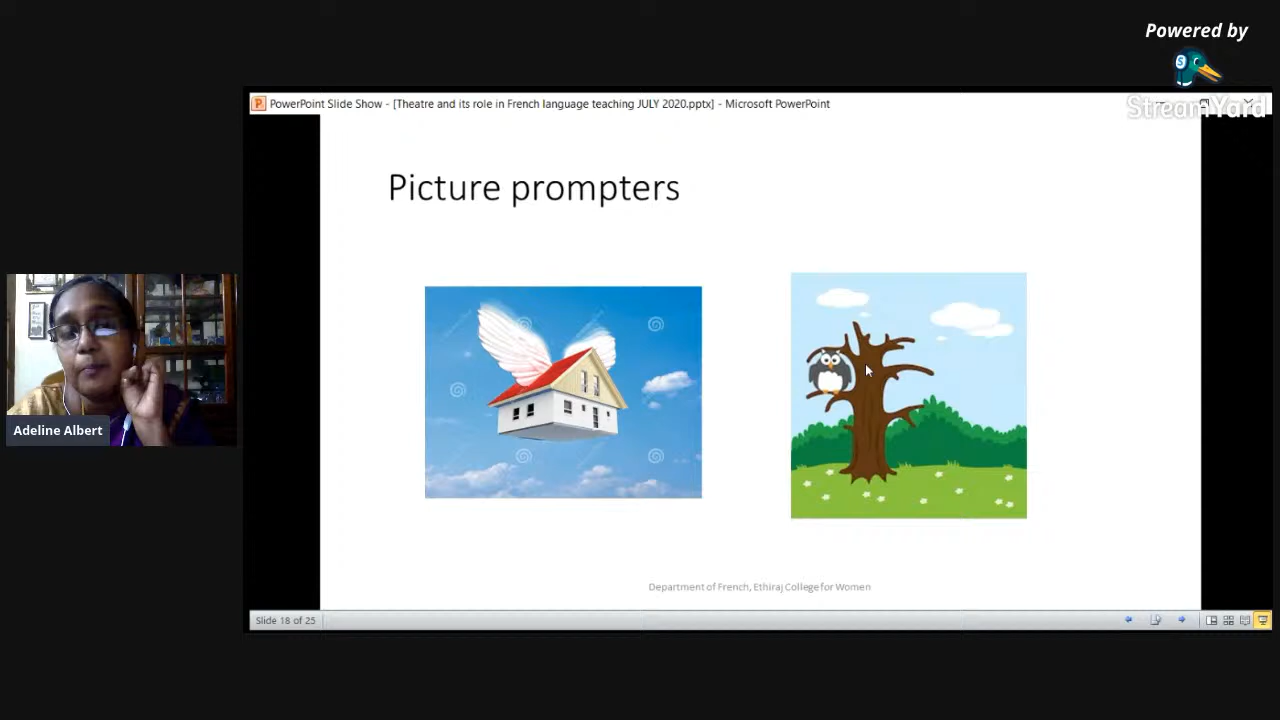 Powered by
StreamYard
PowerPoint Slide Show - [Theatre and its role in French language teaching JULY 2020.pptx] - Microsoft PowerPoint
Picture prompters
Adeline Albert
Department of French, Ethiraj College for Women
Slide 18 of 25